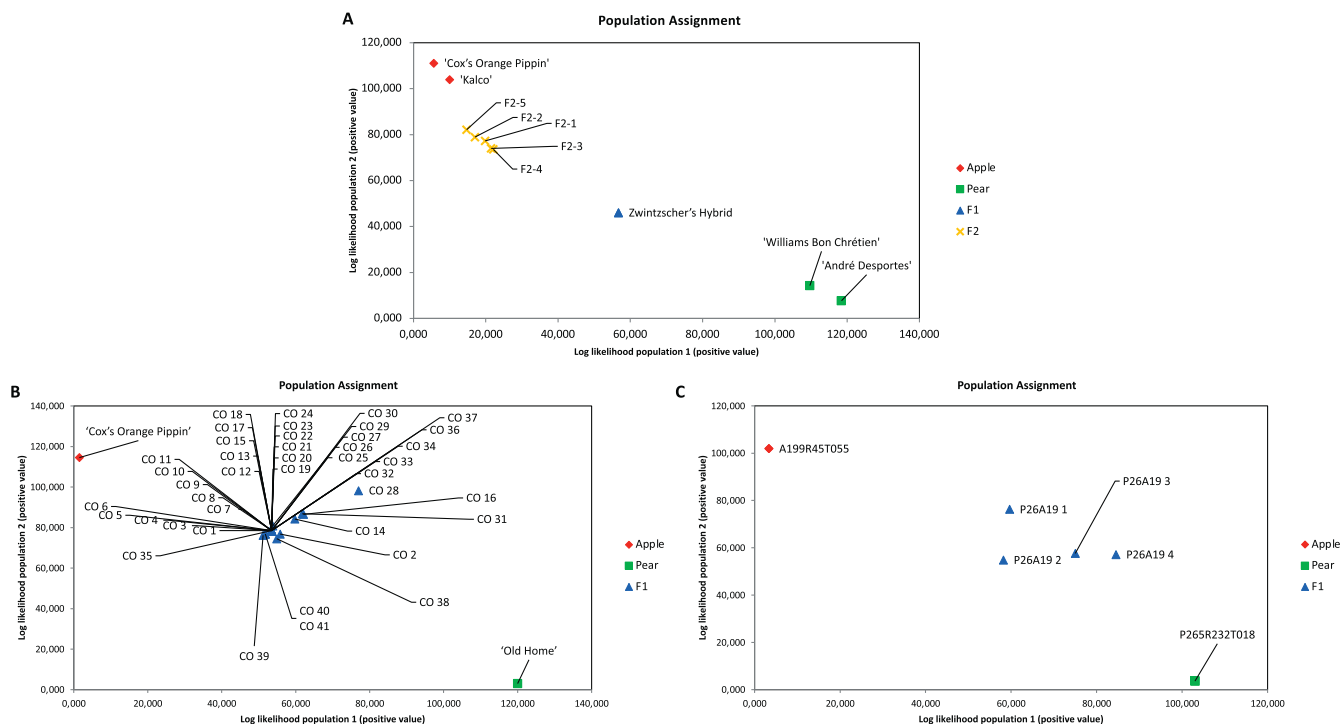 A
Population Assignment
Log likelihood population 2 (positive value)
120,000
100,000
80,000
60,000
40,000
20,000
0,000
'Cox's Orange Pippin'
'Kalco'
F2-5
F2-2
F2-1
F2-3
F2-4
Zwintzscher's Hybrid
'Williams Bon Chrétien'
'André Desportes'
0,000 20,000 40,000 60,000 80,000 100,000 120,000 140,000
Log likelihood population 1 (positive value)
Apple
Pear
F1
F2
B
Population Assignment
Log likelihood population 2 (positive value)
140,000
120,000
100,000
80,000
60,000
40,000
20,000
0,000
'Cox's Orange Pippin'
CO 18
CO 17
CO 15
CO 13
CO 12
CO 24
CO 23
CO 22
CO 21
CO 20
CO 19
CO 30
CO 29
CO 27
CO 26
CO 25
CO 37
CO 36
CO 34
CO 33
CO 32
CO 28
CO 11
CO 10
CO 9
CO 8
CO 7
CO 6
CO 5
CO 4
CO 3
CO 1
CO 16
CO 31
CO 14
CO 2
CO 35
CO 38
CO 40
CO 41
CO 39
'Old Home'
0,000 20,000 40,000 60,000 80,000 100,000 120,000 140,000
Log likelihood population 1 (positive value)
Apple
Pear
F1
C
Population Assignment
Log likelihood population 2 (positive value)
120,000
100,000
80,000
60,000
40,000
20,000
0,000
A199R45T055
P26A19 3
P26A19 1
P26A19 2
P26A19 4
P265R232T018
0,000 20,000 40,000 60,000 80,000 100,000 120,000
Log likelihood population 1 (positive value)
Apple
Pear
F1